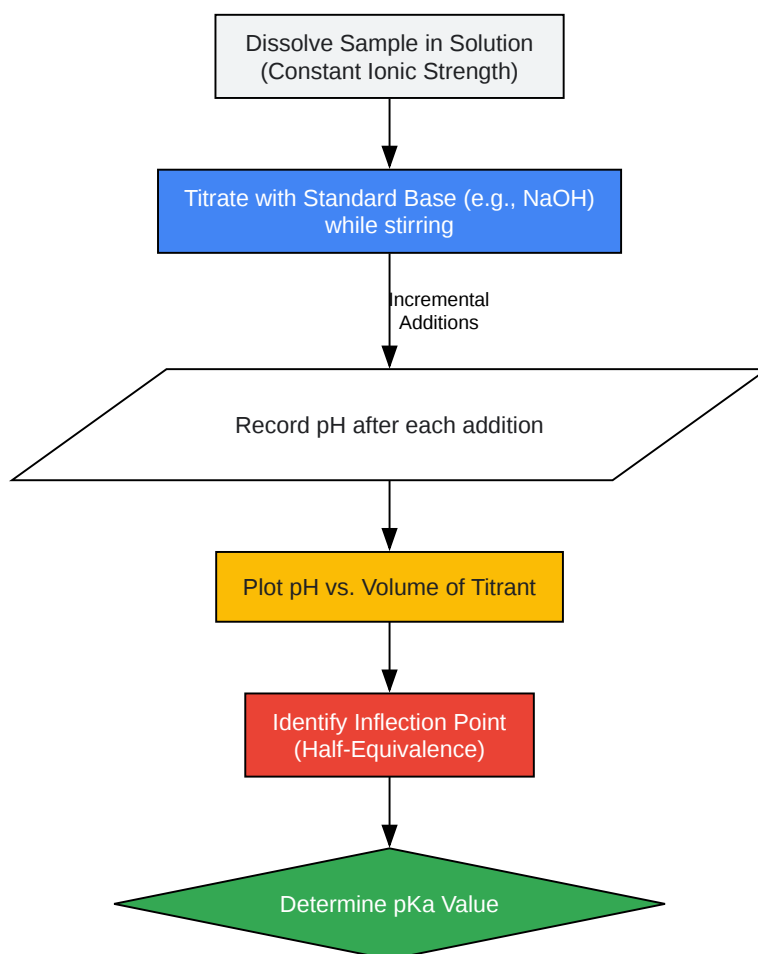 Dissolve Sample in Solution
(Constant Ionic Strength)
Titrate with Standard Base (e.g., NaOH)
while stirring
Incremental
Additions
Record pH after each addition
Plot pH vs. Volume of Titrant
Identify Inflection Point
(Half-Equivalence)
Determine pKa Value